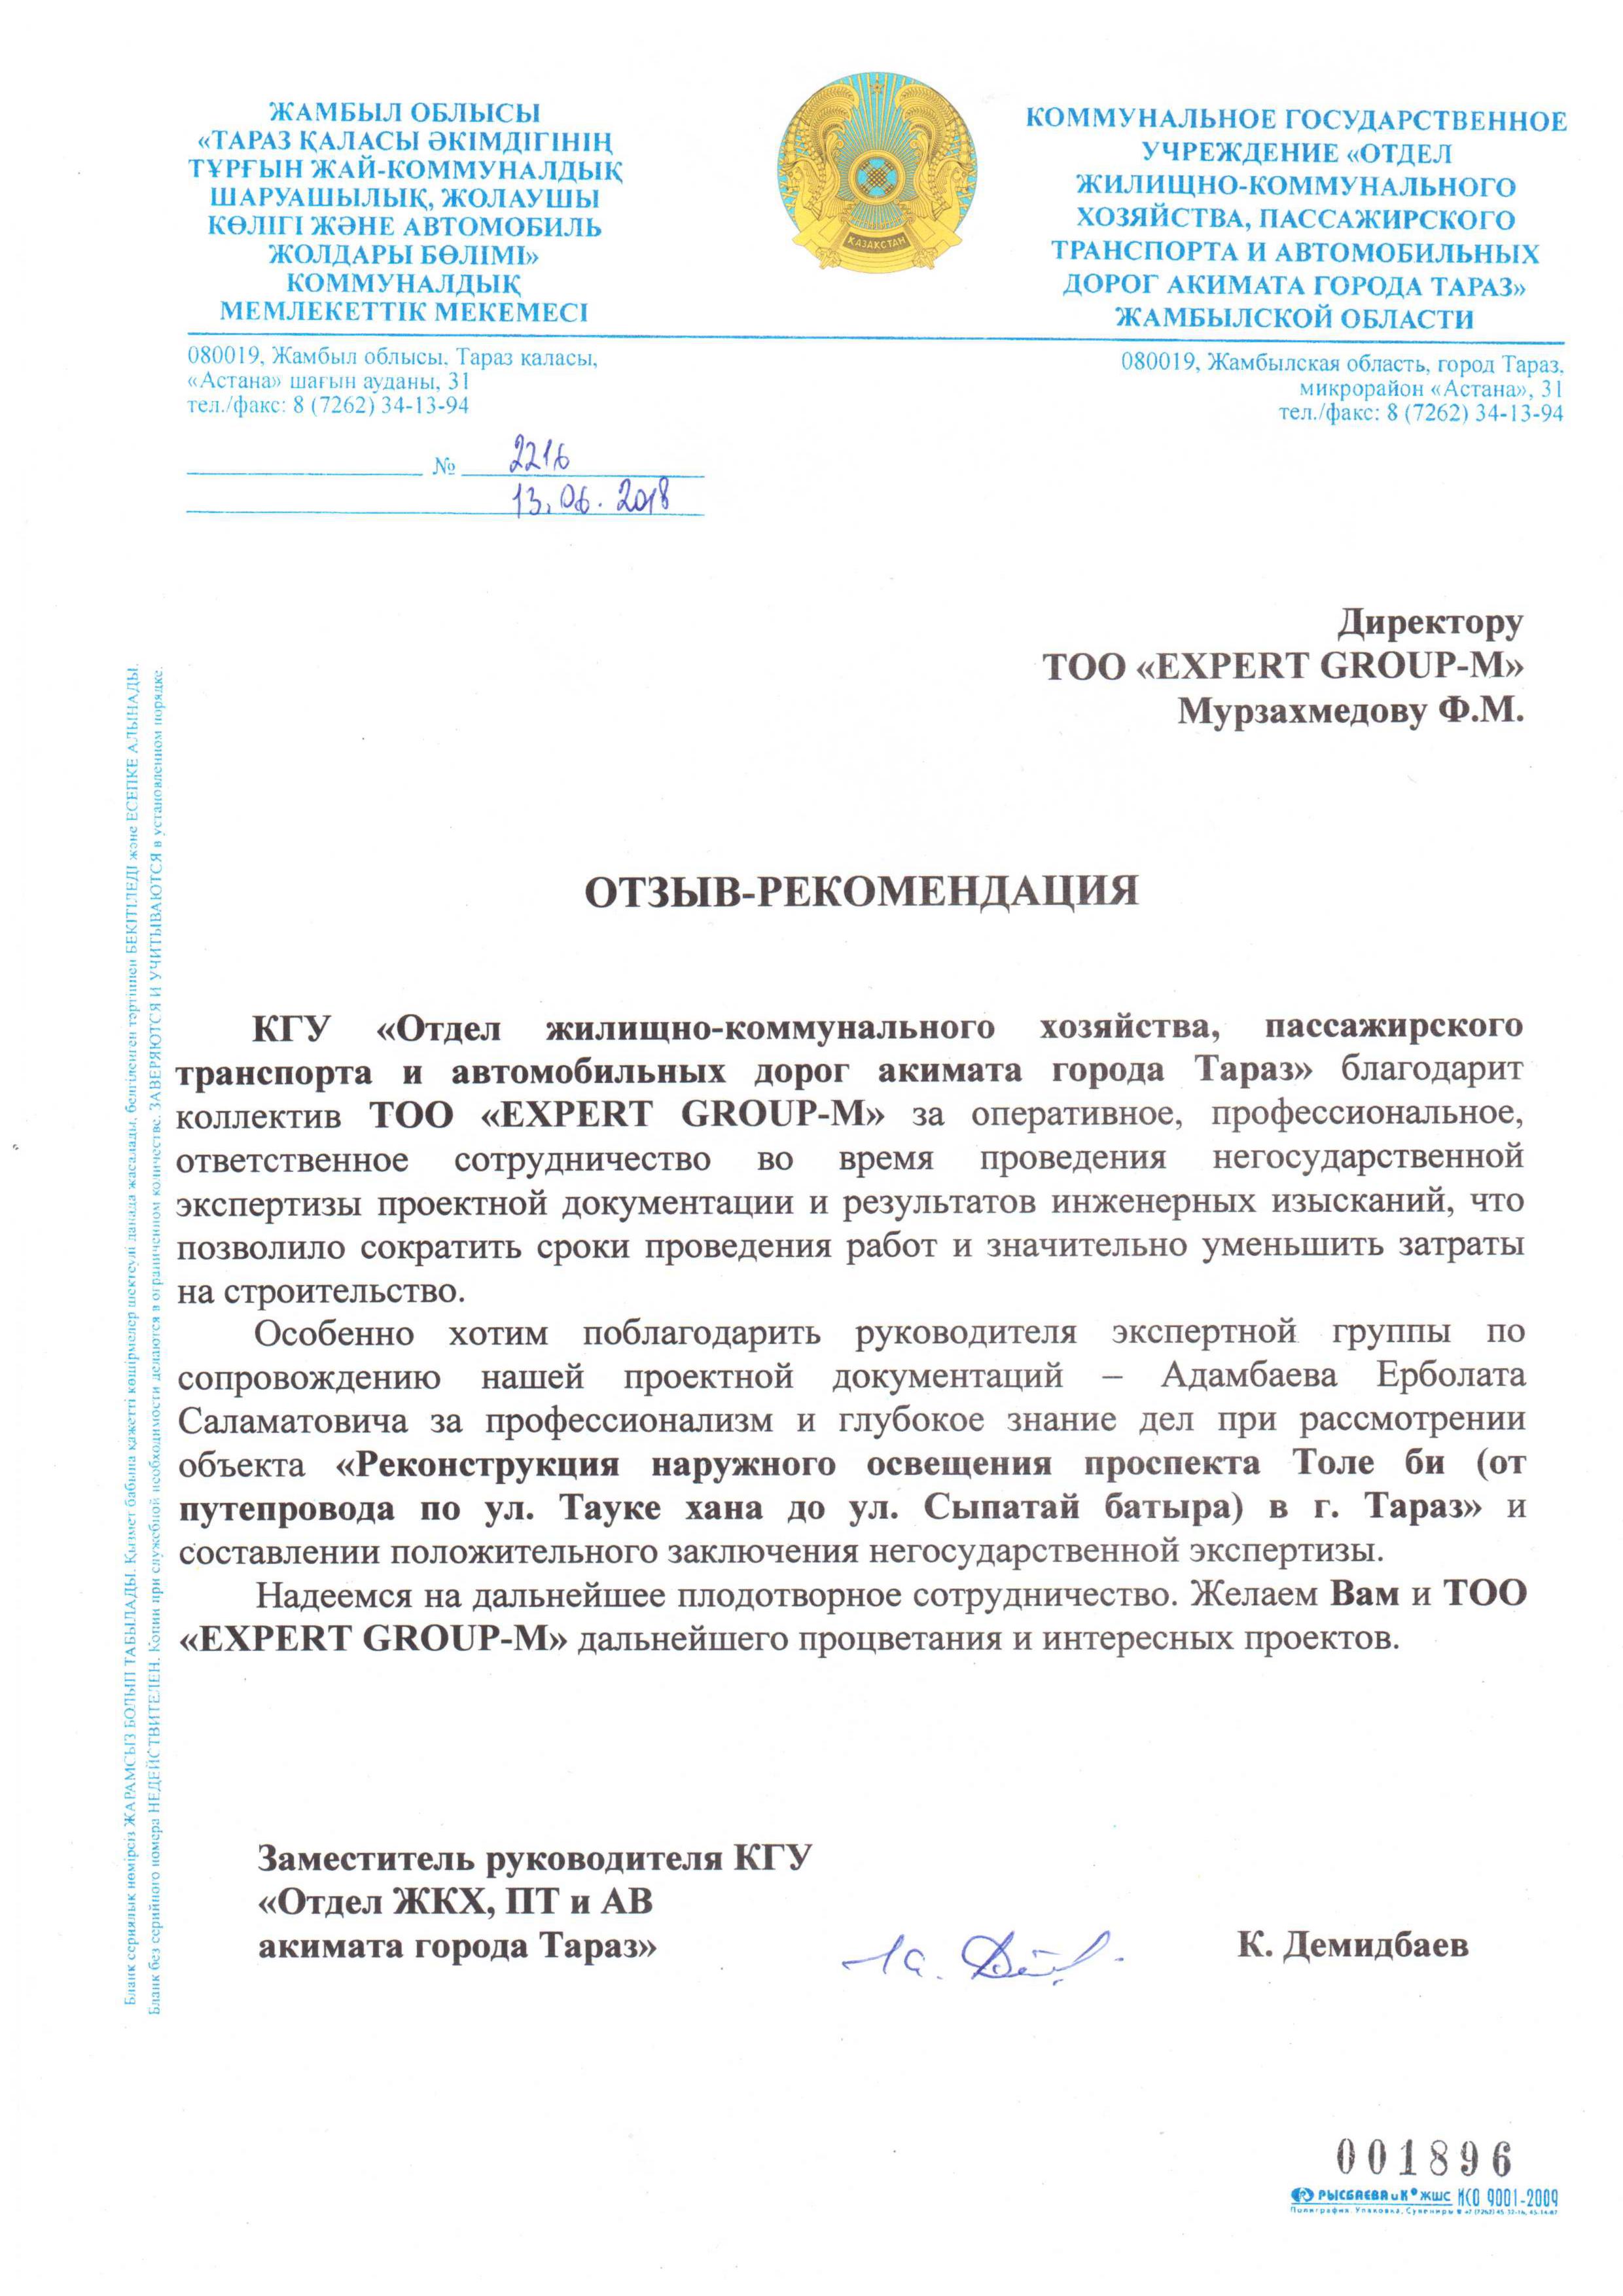 ЖАМБЫЛ ОБЛЫСЫ
«ТАРАЗ ҚАЛАСЫ ӘКІМДІГІНІҢ
ТҰРҒЫН ЖАЙ-КОММУНАЛДЫҚ
ШАРУАШЫЛЫҚ, ЖОЛАУШЫ
КӨЛІГІ ЖӘНЕ АВТОМОБИЛЬ
ЖОЛДАРЫ БӨЛІМІ»
КОММУНАЛДЫҚ
МЕМЛЕКЕТТІК МЕКЕМЕСІ
ҚАЗАҚСТАН
КОММУНАЛЬНОЕ ГОСУДАРСТВЕННОЕ
УЧРЕЖДЕНИЕ «ОТДЕЛ
ЖИЛИЩНО-КОММУНАЛЬНОГО
ХОЗЯЙСТВА, ПАССАЖИРСКОГО
ТРАНСПОРТА И АВТОМОБИЛЬНЫХ
ДОРОГ АКИМАТА ГОРОДА ТАРАЗ»
ЖАМБЫЛСКОЙ ОБЛАСТИ
080019, Жамбыл облысы, Тараз қаласы,
«Астана» шағын ауданы, 31
тел./факс: 8 (7262) 34-13-94
080019, Жамбылская область, город Тараз,
микрорайон «Астана», 31
тел./факс: 8 (7262) 34-13-94
№ 2216
13.06.2018
Директору
ТОО «EXPERT GROUP-M»
Мурзахмедову Ф.М.
ОТЗЫВ-РЕКОМЕНДАЦИЯ
КГУ «Отдел жилищно-коммунального хозяйства, пассажирского
транспорта и автомобильных дорог акимата города Тараз» благодарит
коллектив ТОО «EXPERT GROUP-M» за оперативное, профессиональное,
ответственное сотрудничество во время проведения негосударственной
экспертизы проектной документации и результатов инженерных изысканий, что
позволило сократить сроки проведения работ и значительно уменьшить затраты
на строительство.
Особенно хотим поблагодарить руководителя экспертной группы по
сопровождению нашей проектной документаций – Адамбаева Ерболата
Саламатовича за профессионализм и глубокое знание дел при рассмотрении
объекта «Реконструкция наружного освещения проспекта Толе би (от
путепровода по ул. Тауке хана до ул. Сыпатай батыра) в г. Тараз» и
составлении положительного заключения негосударственной экспертизы.
Надеемся на дальнейшее плодотворное сотрудничество. Желаем Вам и ТОО
«EXPERT GROUP-M» дальнейшего процветания и интересных проектов.
Заместитель руководителя КГУ
«Отдел ЖКХ, ПТ и АВ
акимата города Тараз»
К. Демидбаев
Бланк сериялық нөмірсіз ЖАРАМСЫЗ БОЛЫП ТАБЫЛАДЫ. Қызмет бабына қажетті көшірмелер шектеулі данада жасалады, белгіленген тәртіппен БЕКІТІЛЕДІ және ЕСЕПКЕ АЛЫНАДЫ.
Бланк без серийного номера НЕДЕЙСТВИТЕЛЕН. Копии при служебной необходимости делаются в ограниченном количестве, ЗАВЕРЯЮТСЯ И УЧИТЫВАЮТСЯ в установленном порядке.
001896
РЫСБАЕВА и К° ЖШС ИСО 9001-2009
Полиграфия. Упаковка. Сувениры